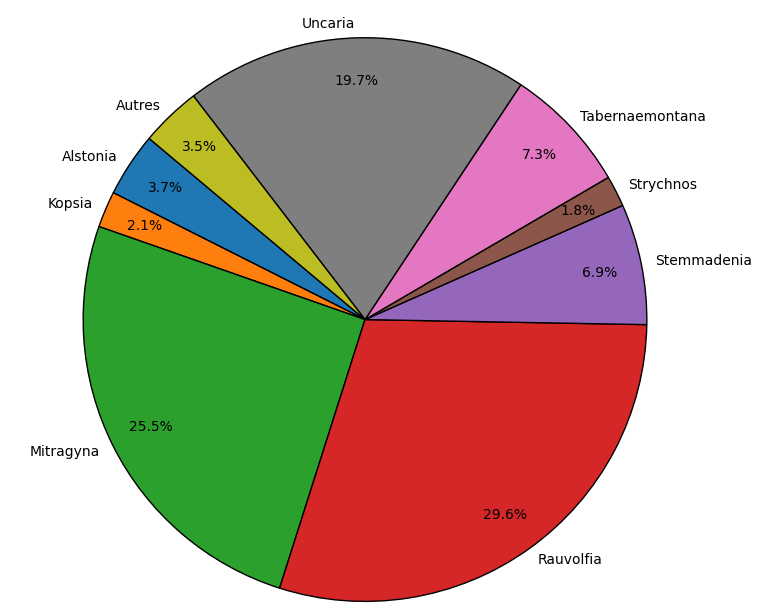 Uncaria
19.7%
Autres
3.5%
Tabernaemontana
7.3%
Alstonia
3.7%
Strychnos
1.8%
Kopsia
2.1%
Stemmadenia
6.9%
Mitragyna
25.5%
Rauvolfia
29.6%